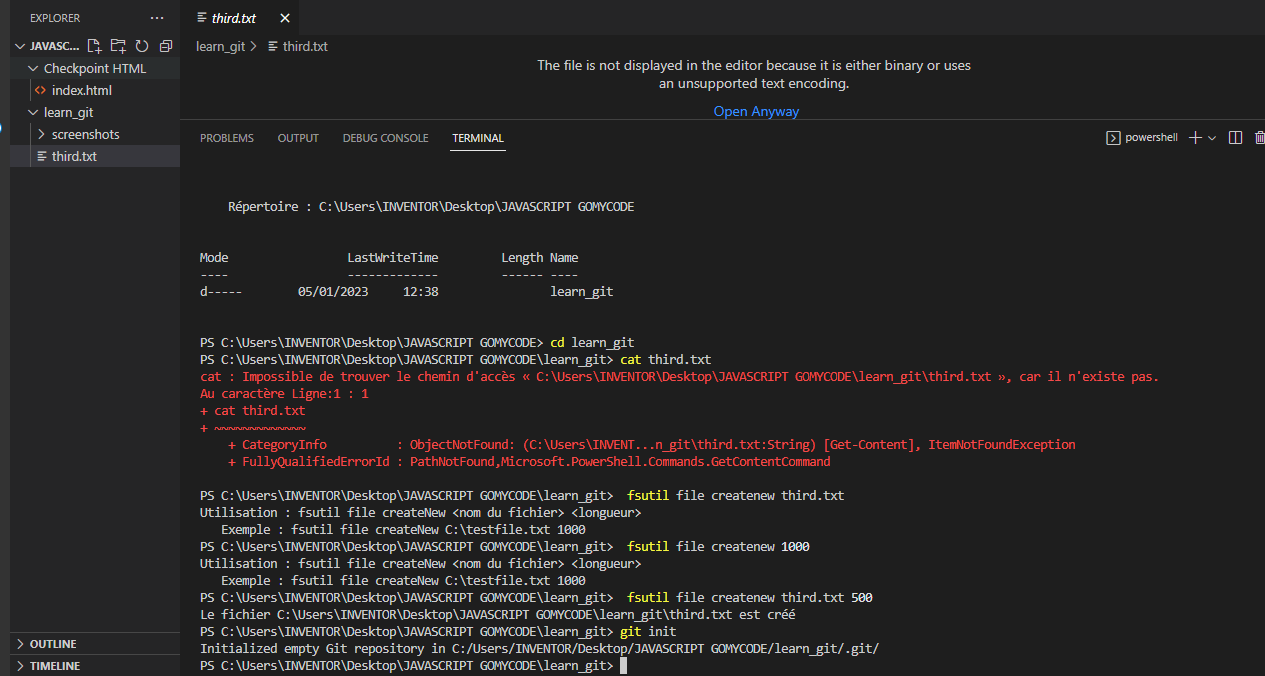 EXPLORER
third.txt
JAVASC...
learn_git > third.txt
Checkpoint HTML
index.html
learn_git
screenshots
third.txt
The file is not displayed in the editor because it is either binary or uses
an unsupported text encoding.
Open Anyway
PROBLEMS OUTPUT DEBUG CONSOLE TERMINAL
powershell
Répertoire : C:\Users\INVENTOR\Desktop\JAVASCRIPT GOMYCODE
Mode LastWriteTime Length Name
---- ------------- ------ ----
d----- 05/01/2023 12:38 learn_git
PS C:\Users\INVENTOR\Desktop\JAVASCRIPT GOMYCODE> cd learn_git
PS C:\Users\INVENTOR\Desktop\JAVASCRIPT GOMYCODE\learn_git> cat third.txt
cat : Impossible de trouver le chemin d'accès « C:\Users\INVENTOR\Desktop\JAVASCRIPT GOMYCODE\learn_git\third.txt », car il n'existe pas.
Au caractère Ligne:1 : 1
+ cat third.txt
+ ~~~~~~~~~~~~~
+ CategoryInfo : ObjectNotFound: (C:\Users\INVENT...n_git\third.txt:String) [Get-Content], ItemNotFoundException
+ FullyQualifiedErrorId : PathNotFound,Microsoft.PowerShell.Commands.GetContentCommand
PS C:\Users\INVENTOR\Desktop\JAVASCRIPT GOMYCODE\learn_git> fsutil file createnew third.txt
Utilisation : fsutil file createNew <nom du fichier> <longueur>
Exemple : fsutil file createNew C:\testfile.txt 1000
PS C:\Users\INVENTOR\Desktop\JAVASCRIPT GOMYCODE\learn_git> fsutil file createnew 1000
Utilisation : fsutil file createNew <nom du fichier> <longueur>
Exemple : fsutil file createNew C:\testfile.txt 1000
PS C:\Users\INVENTOR\Desktop\JAVASCRIPT GOMYCODE\learn_git> fsutil file createnew third.txt 500
Le fichier C:\Users\INVENTOR\Desktop\JAVASCRIPT GOMYCODE\learn_git\third.txt est créé
PS C:\Users\INVENTOR\Desktop\JAVASCRIPT GOMYCODE\learn_git> git init
Initialized empty Git repository in C:/Users/INVENTOR/Desktop/JAVASCRIPT GOMYCODE/learn_git/.git/
PS C:\Users\INVENTOR\Desktop\JAVASCRIPT GOMYCODE\learn_git>
OUTLINE
TIMELINE